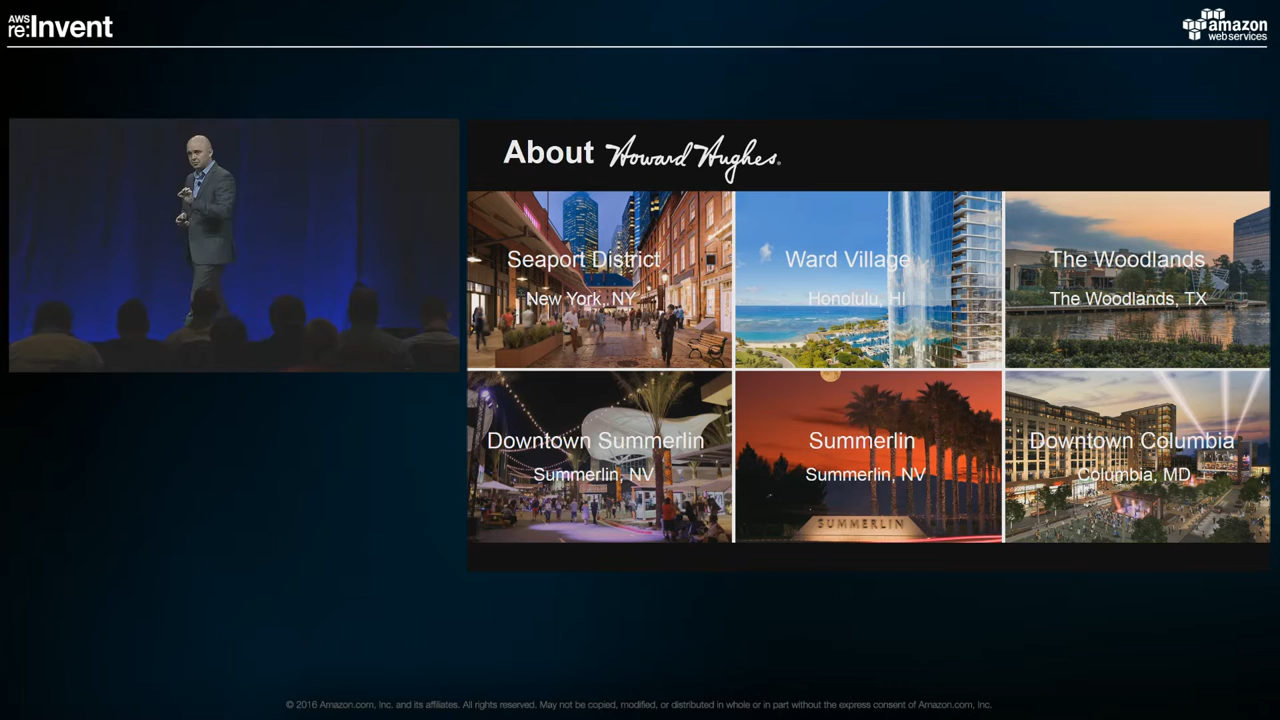 AWS
re:Invent
amazon
web services
About Howard Hughes.
Seaport District
New York, NY
Ward Village
Honolulu, HI
The Woodlands
The Woodlands, TX
Downtown Summerlin
Summerlin, NV
Summerlin
Summerlin, NV
SUMMERLIN
Downtown Columbia
Columbia, MD
© 2016 Amazon.com, Inc. and its affiliates. All rights reserved. May not be copied, modified, or distributed in whole or in part without the express consent of Amazon.com, Inc.